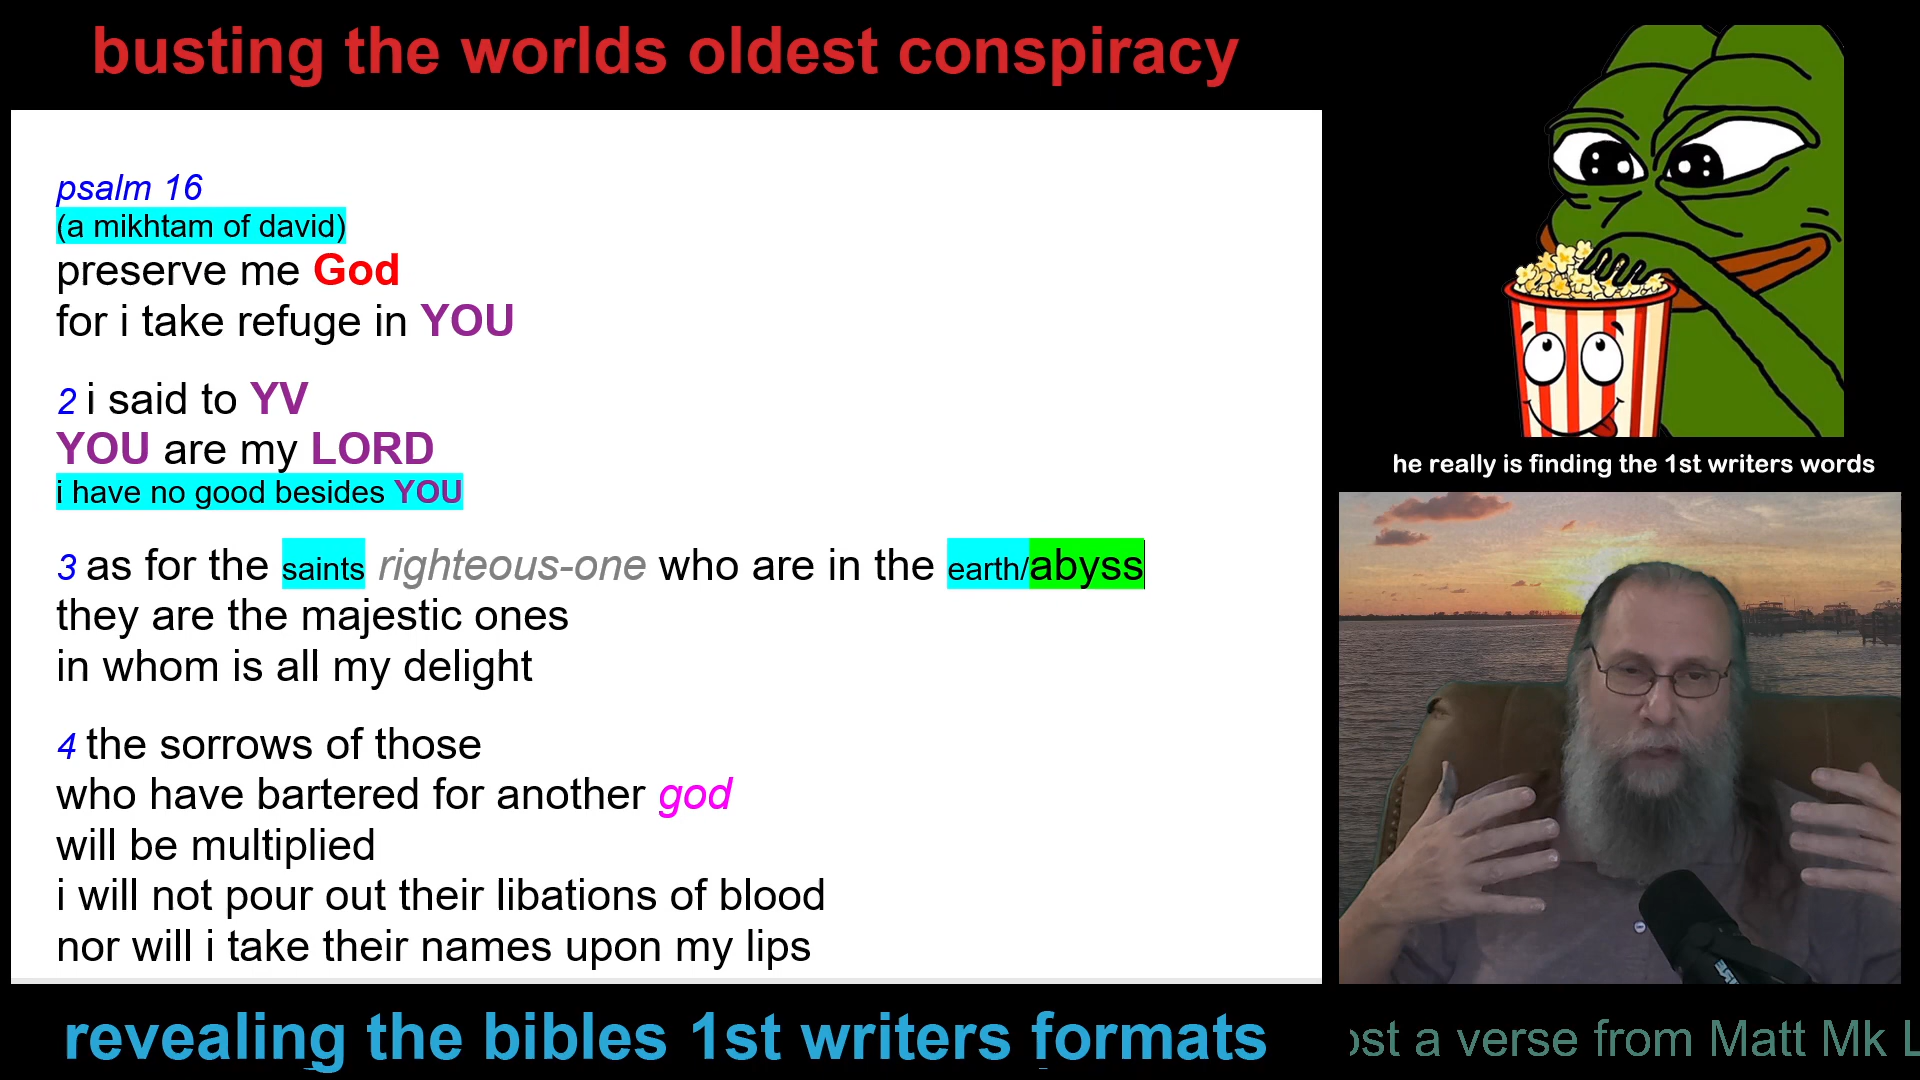 busting the worlds oldest conspiracy
psalm 16
(a mikhtam of david)
preserve me God
for i take refuge in YOU
2 i said to YV
YOU are my LORD
i have no good besides YOU
3 as for the saints righteous-one who are in the earth/abyss
they are the majestic ones
in whom is all my delight
4 the sorrows of those
who have bartered for another god
will be multiplied
i will not pour out their libations of blood
nor will i take their names upon my lips
he really is finding the 1st writers words
revealing the bibles 1st writers formats
a verse from Matt Mk